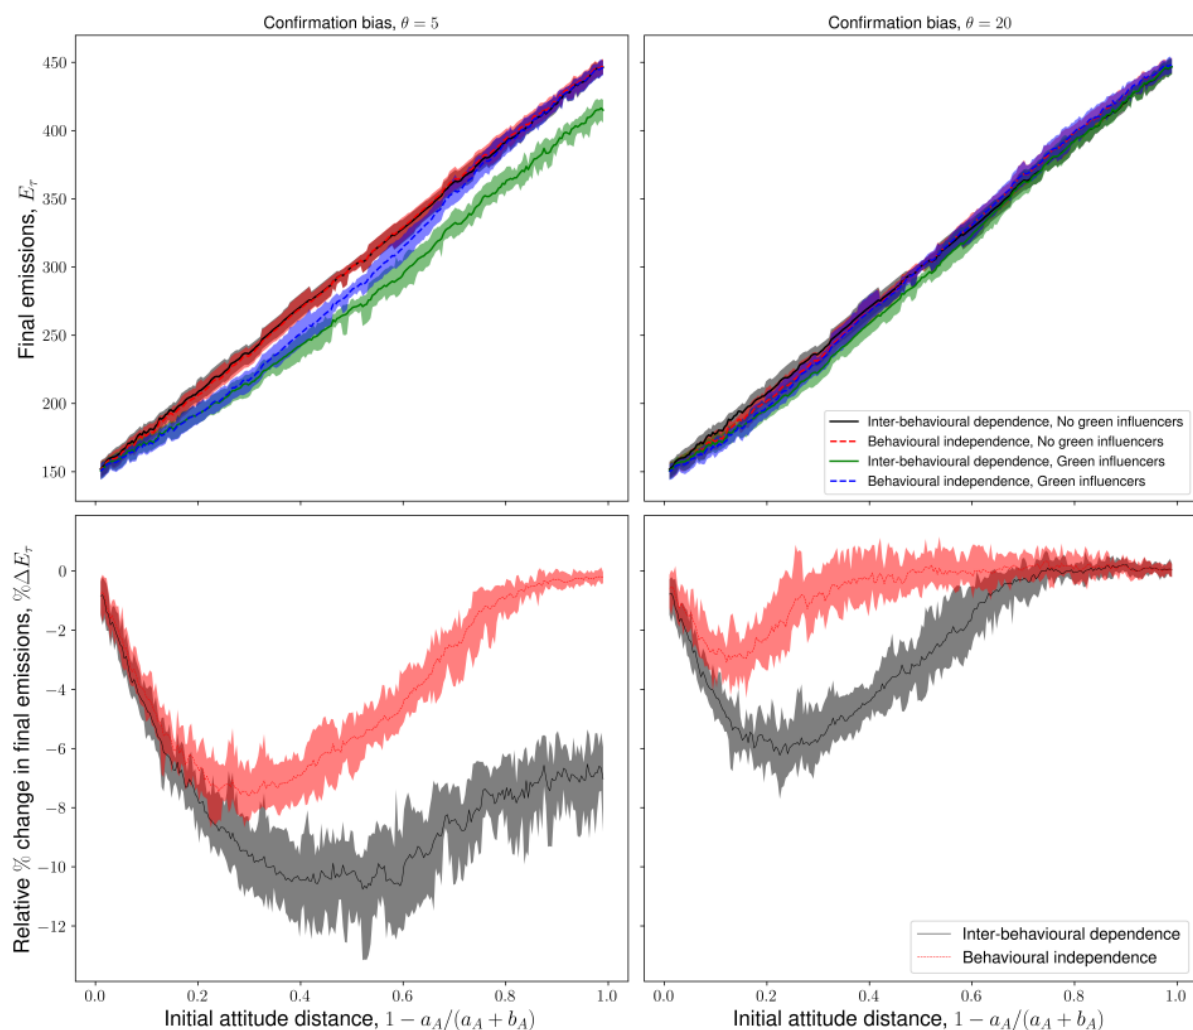 Confirmation bias, θ = 5
Confirmation bias, θ = 20
Final emissions, E_τ
450
400
350
300
250
200
150
Inter-behavioural dependence, No green influencers
Behavioural independence, No green influencers
Inter-behavioural dependence, Green influencers
Behavioural independence, Green influencers
Relative % change in final emissions, %ΔE_τ
0
−2
−4
−6
−8
−10
−12
Inter-behavioural dependence
Behavioural independence
0.0 0.2 0.4 0.6 0.8 1.0
0.0 0.2 0.4 0.6 0.8 1.0
Initial attitude distance, 1 − a_A/(a_A + b_A)
Initial attitude distance, 1 − a_A/(a_A + b_A)